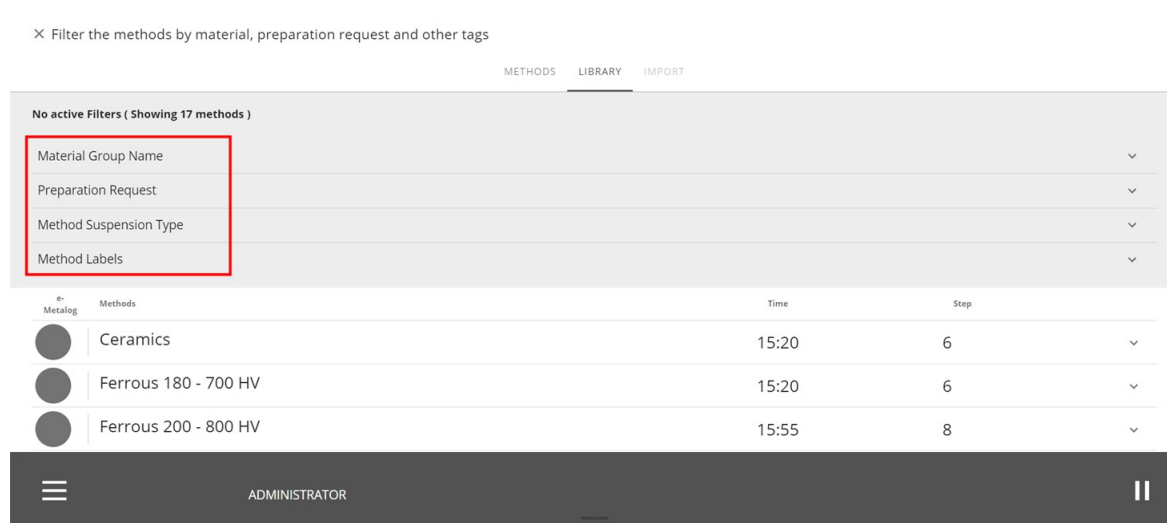 × Filter the methods by material, preparation request and other tags
METHODS LIBRARY IMPORT
No active Filters ( Showing 17 methods )
Material Group Name
Preparation Request
Method Suspension Type
Method Labels
e-
Metalog Methods Time Step
Ceramics 15:20 6
Ferrous 180 - 700 HV 15:20 6
Ferrous 200 - 800 HV 15:55 8
ADMINISTRATOR